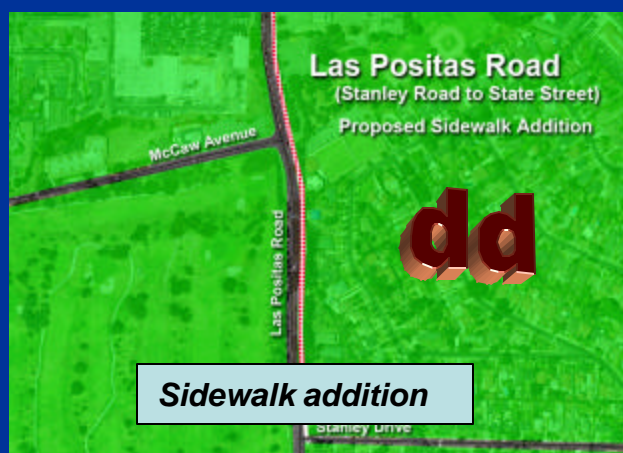 Las Positas Road
(Stanley Road to State Street)
Proposed Sidewalk Addition
McCaw Avenue
Las Positas Road
dd
Sidewalk addition
Stanley Drive